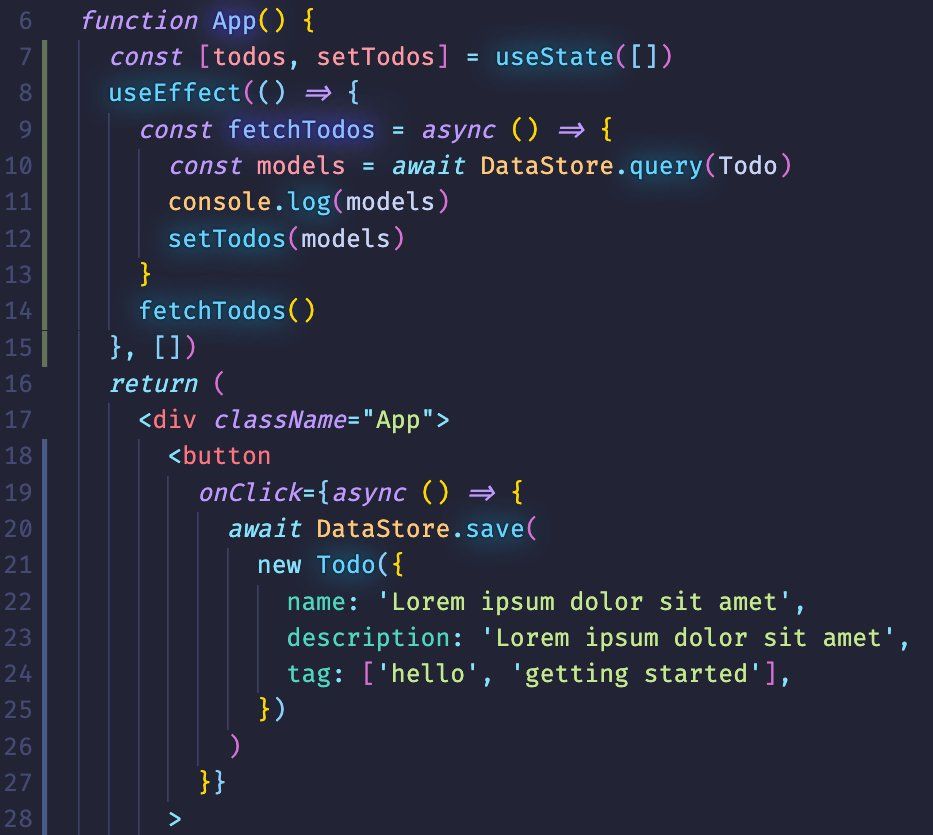 6 function App() {
7 const [todos, setTodos] = useState([])
8 useEffect(() => {
9 const fetchTodos = async () => {
10 const models = await DataStore.query(Todo)
11 console.log(models)
12 setTodos(models)
13 }
14 fetchTodos()
15 }, [])
16 return (
17 <div className="App">
18 <button
19 onClick={async () => {
20 await DataStore.save(
21 new Todo({
22 name: 'Lorem ipsum dolor sit amet',
23 description: 'Lorem ipsum dolor sit amet',
24 tag: ['hello', 'getting started'],
25 })
26 )
27 }}
28 >